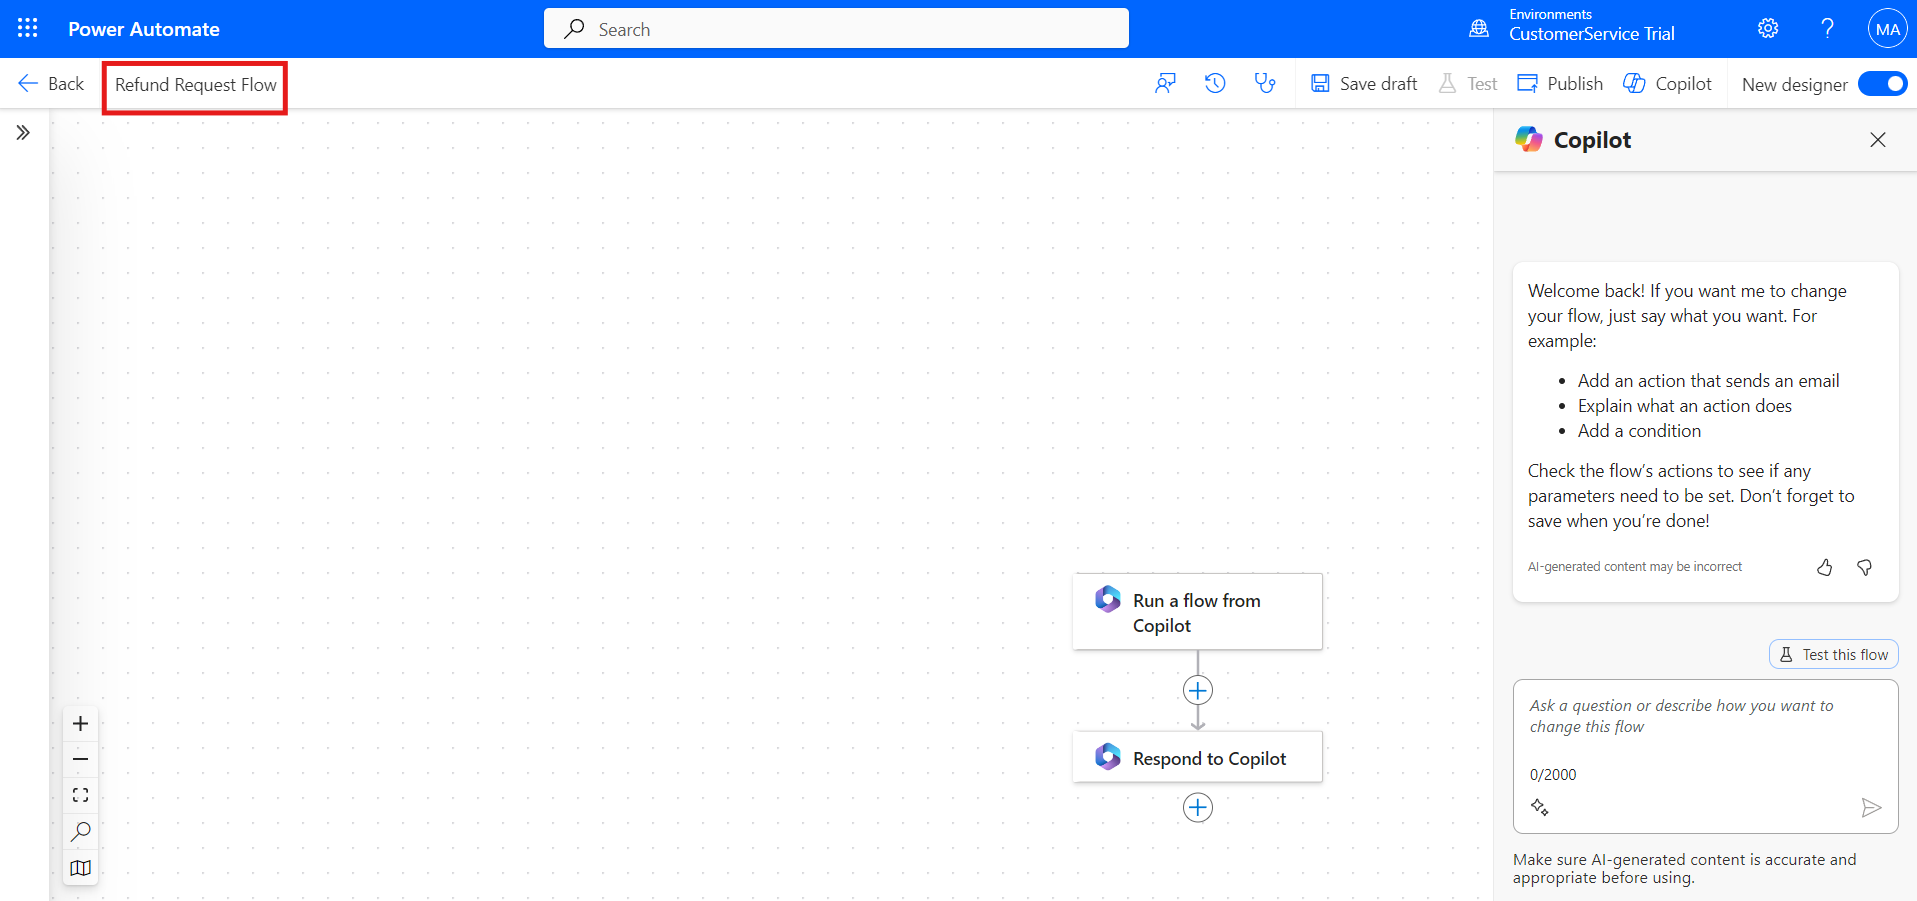 Power Automate
Search
Environments
CustomerService Trial
MA
Back
Refund Request Flow
Save draft
Test
Publish
Copilot
New designer
Copilot
Welcome back! If you want me to change
your flow, just say what you want. For
example:
• Add an action that sends an email
• Explain what an action does
• Add a condition
Check the flow's actions to see if any
parameters need to be set. Don't forget to
save when you're done!
AI-generated content may be incorrect
Run a flow from
Copilot
Respond to Copilot
Test this flow
Ask a question or describe how you want to
change this flow
0/2000
Make sure AI-generated content is accurate and
appropriate before using.